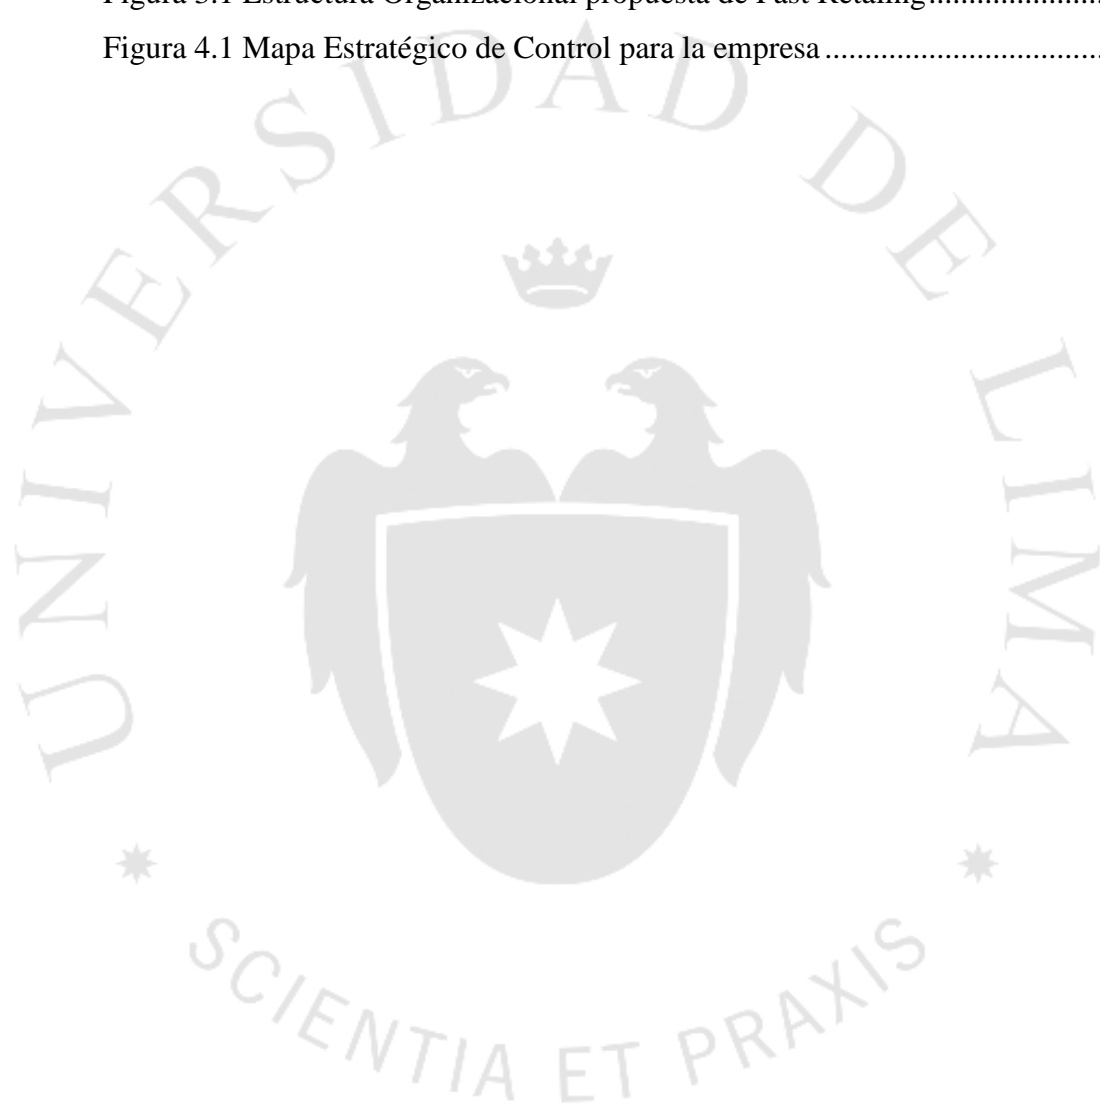 Figura 3.1 Estructura Organizacional propuesta de Fast Retailing
Figura 4.1 Mapa Estratégico de Control para la empresa ....................................
UNIVERSIDAD DE LIMA
SCIENTIA ET PRAXIS